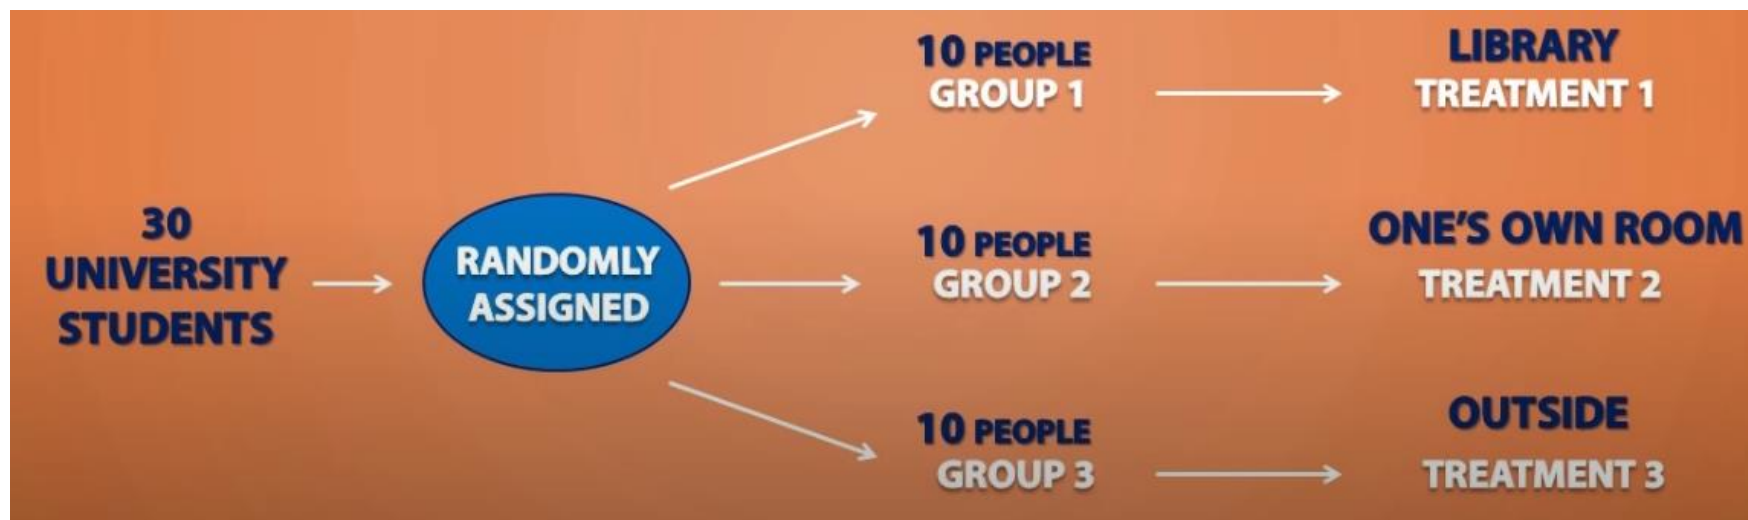 30
UNIVERSITY
STUDENTS
RANDOMLY
ASSIGNED
10 PEOPLE
GROUP 1
LIBRARY
TREATMENT 1
10 PEOPLE
GROUP 2
ONE'S OWN ROOM
TREATMENT 2
10 PEOPLE
GROUP 3
OUTSIDE
TREATMENT 3